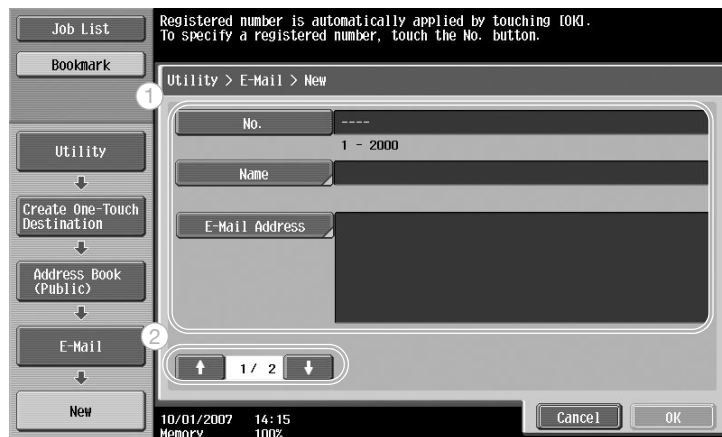 Job List
Bookmark
Registered number is automatically applied by touching [OK].
To specify a registered number, touch the No. button.
Utility > E-Mail > New
1
No.
----
1 - 2000
Name
E-Mail Address
Utility
Create One-Touch
Destination
Address Book
(Public)
E-Mail
New
2
1/ 2
10/01/2007 14:15
Memory 100%
Cancel
OK